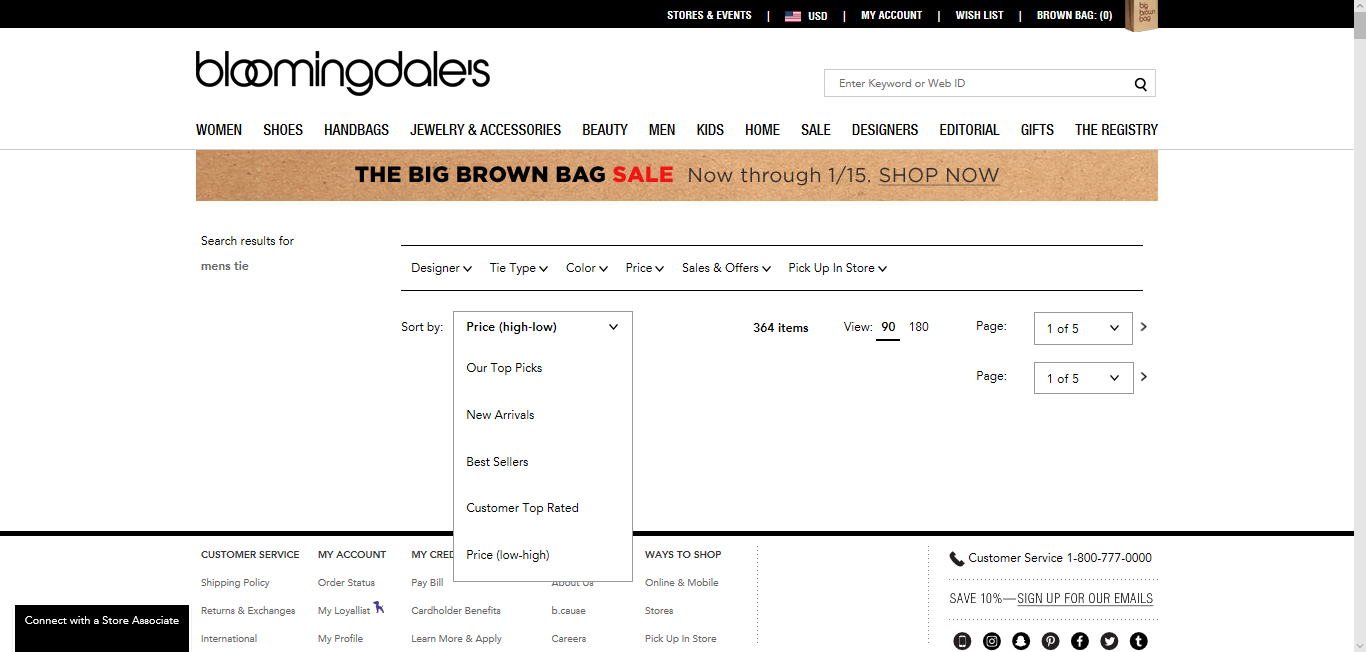 STORES & EVENTS | USD | MY ACCOUNT | WISH LIST | BROWN BAG: (0)
big brown bag
bloomingdale's
Enter Keyword or Web ID
WOMEN SHOES HANDBAGS JEWELRY & ACCESSORIES BEAUTY MEN KIDS HOME SALE DESIGNERS EDITORIAL GIFTS THE REGISTRY
THE BIG BROWN BAG SALE Now through 1/15. SHOP NOW
Search results for
mens tie
Designer Tie Type Color Price Sales & Offers Pick Up In Store
Sort by: Price (high-low) 364 items View: 90 180 Page: 1 of 5
Our Top Picks
Page: 1 of 5
New Arrivals
Best Sellers
Customer Top Rated
Price (low-high)
CUSTOMER SERVICE MY ACCOUNT MY CRED WAYS TO SHOP
Customer Service 1-800-777-0000
Shipping Policy Order Status Pay Bill About Us Online & Mobile
SAVE 10%—SIGN UP FOR OUR EMAILS
Returns & Exchanges My Loyallist Cardholder Benefits b.cause Stores
Connect with a Store Associate
International My Profile Learn More & Apply Careers Pick Up In Store